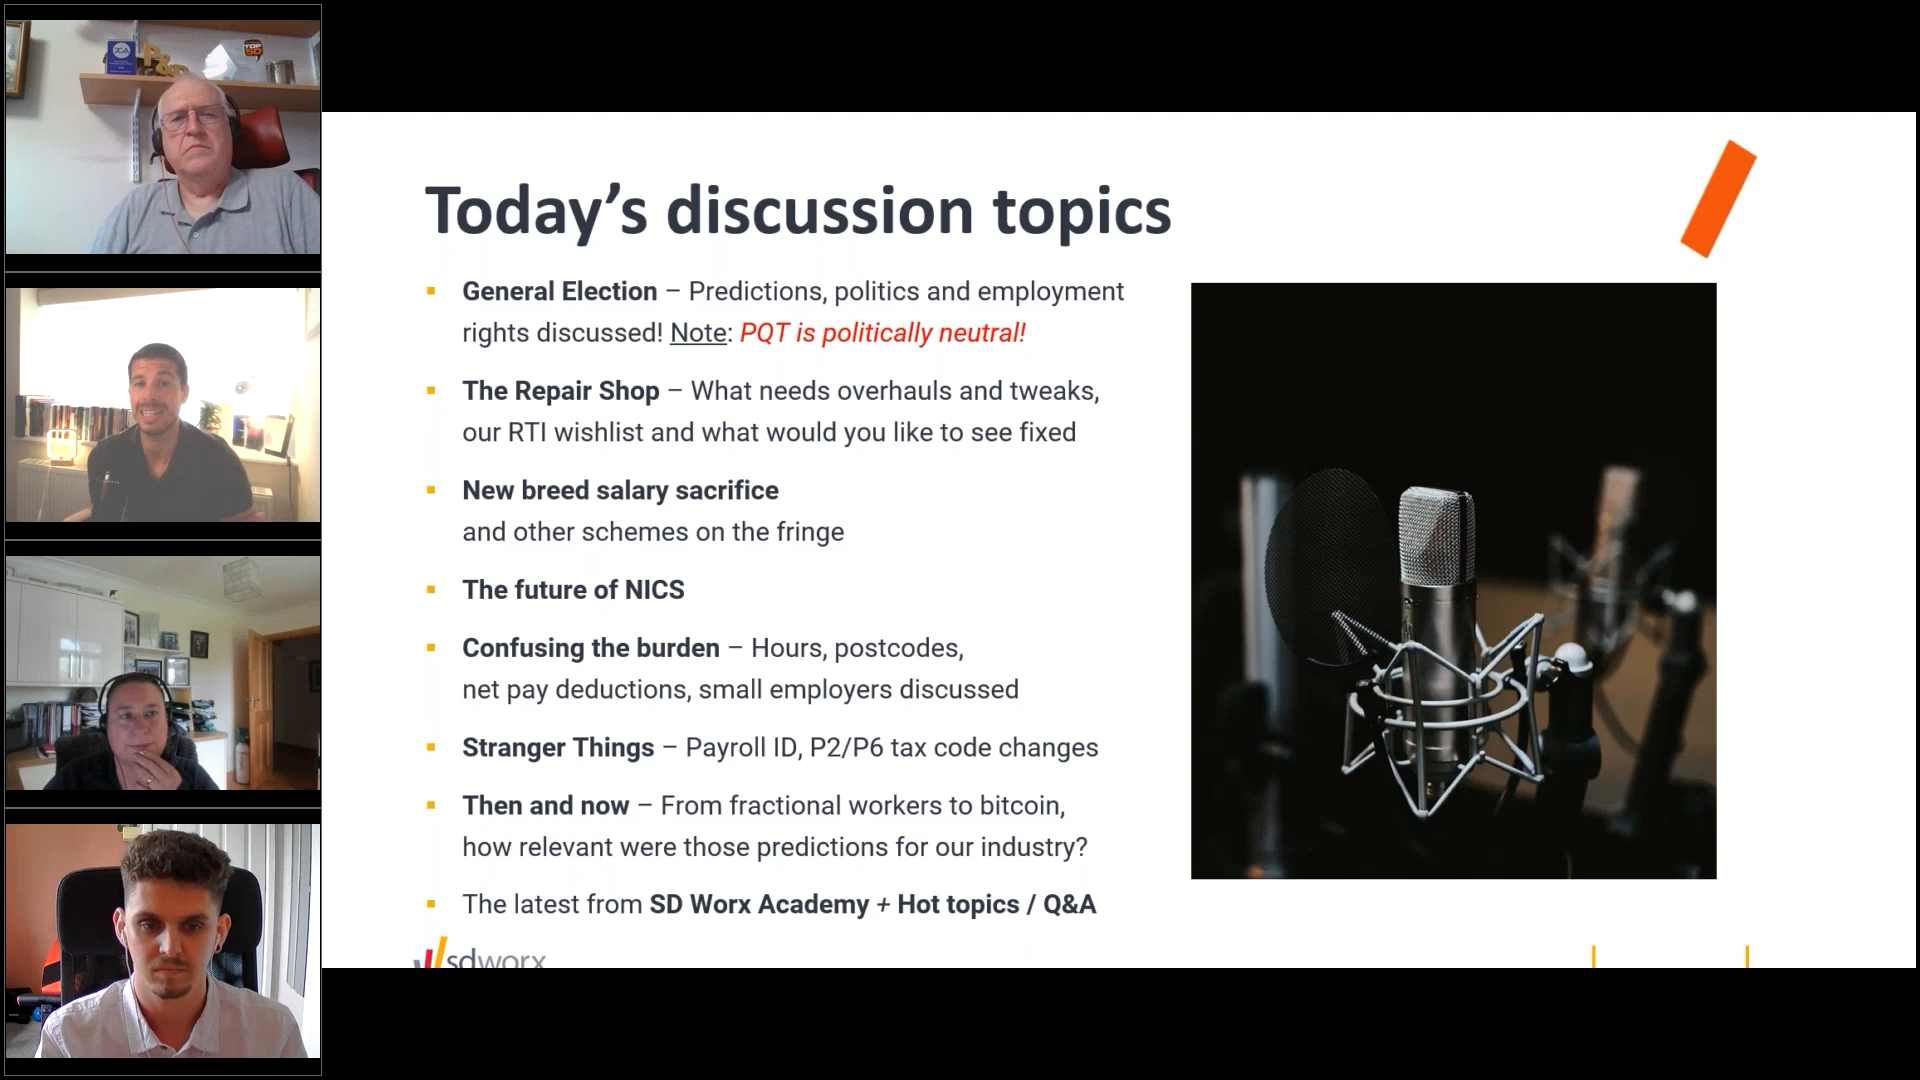 TOP
50
Today's discussion topics
General Election – Predictions, politics and employment
rights discussed! Note: PQT is politically neutral!
The Repair Shop – What needs overhauls and tweaks,
our RTI wishlist and what would you like to see fixed
New breed salary sacrifice
and other schemes on the fringe
The future of NICS
Confusing the burden – Hours, postcodes,
net pay deductions, small employers discussed
Stranger Things – Payroll ID, P2/P6 tax code changes
Then and now – From fractional workers to bitcoin,
how relevant were those predictions for our industry?
The latest from SD Worx Academy + Hot topics / Q&A
sdworx